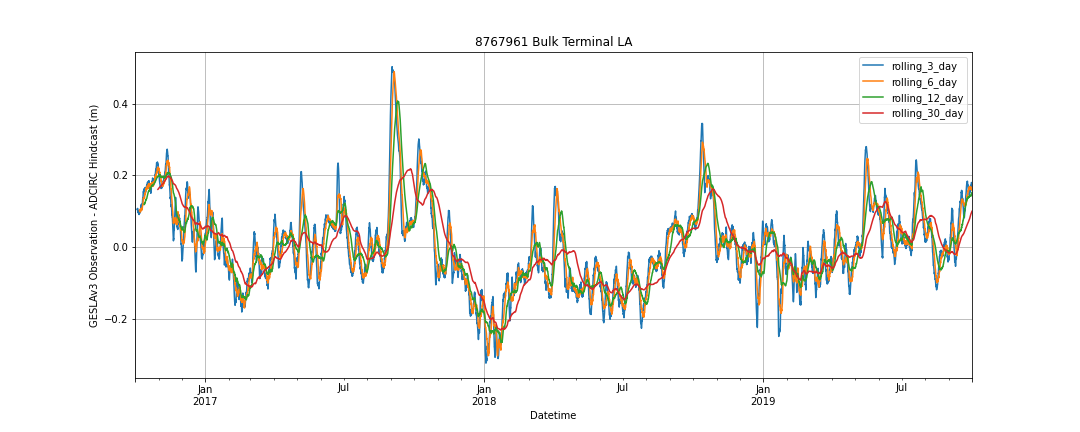 8767961 Bulk Terminal LA
GESLAv3 Observation - ADCIRC Hindcast (m)
0.4
0.2
0.0
−0.2
rolling_3_day
rolling_6_day
rolling_12_day
rolling_30_day
Jan
2017
Jul
Jan
2018
Jul
Jan
2019
Jul
Datetime